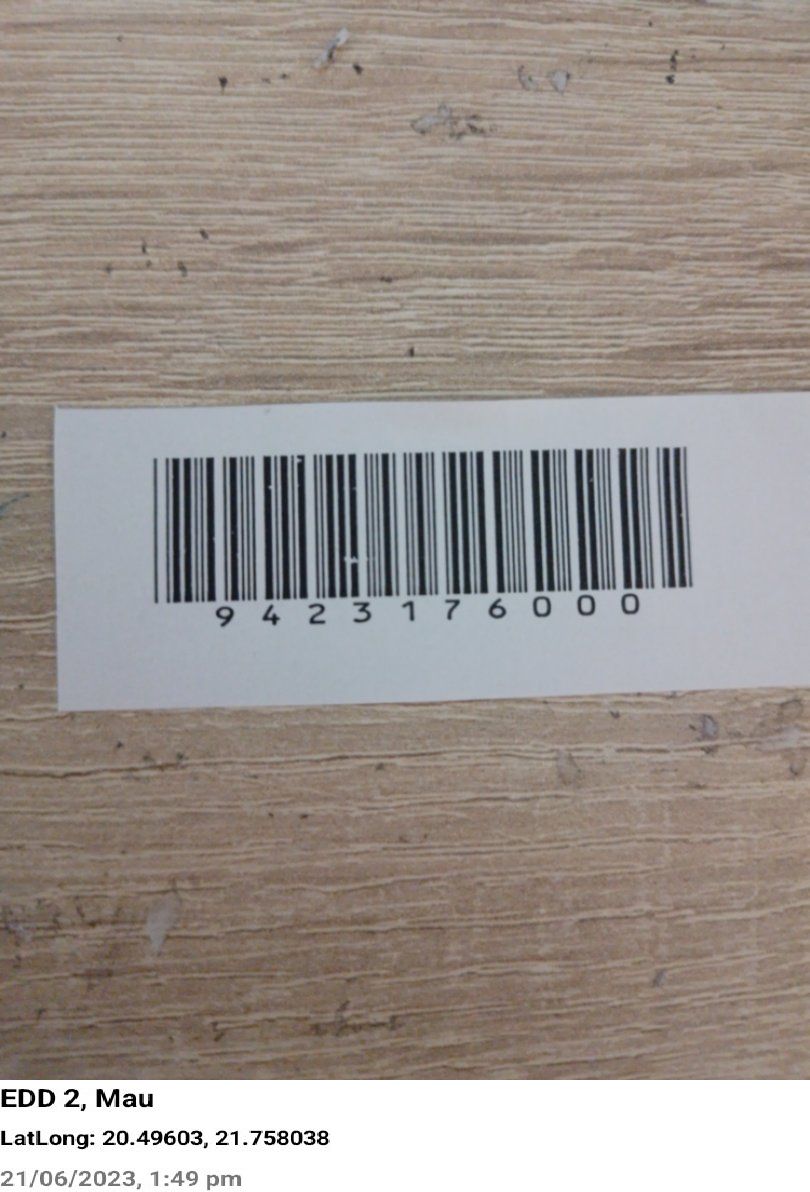 9423176000
EDD 2, Mau
LatLong: 20.49603, 21.758038
21/06/2023, 1:49 pm